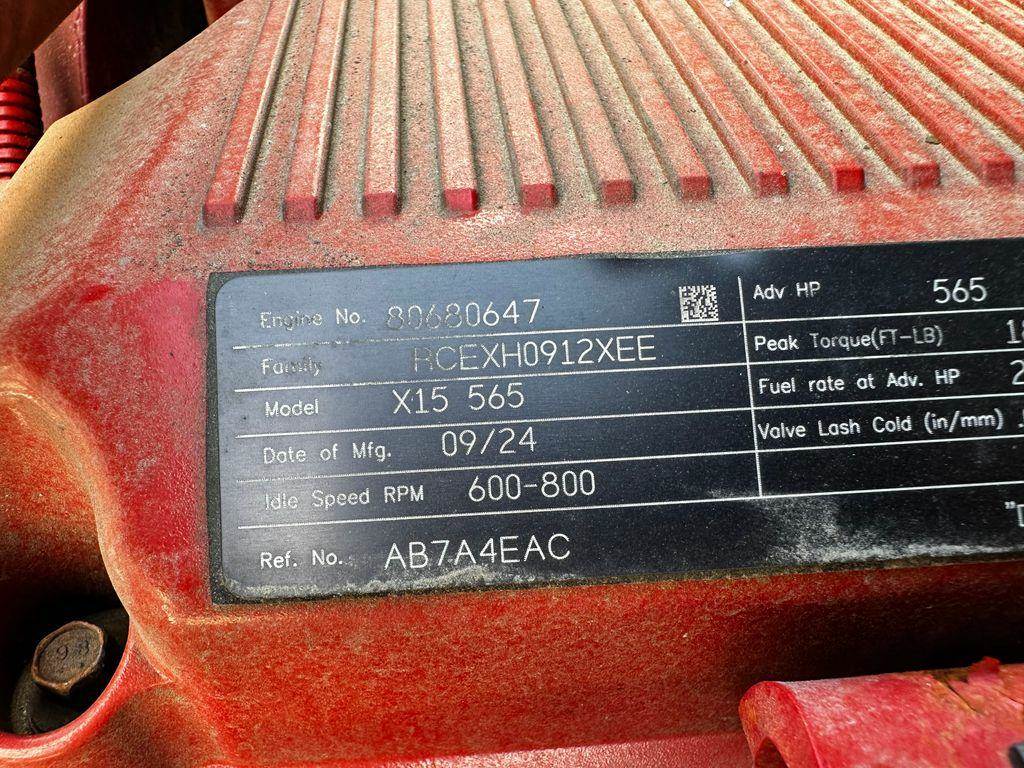 Engine No. 80680647
Family RCEXH0912XEE
Model X15 565
Date of Mfg. 09/24
Idle Speed RPM 600-800
Ref. No. AB7A4EAC
Adv HP 565
Peak Torque(FT-LB)
Fuel rate at Adv. HP
Valve Lash Cold (in/mm)
98